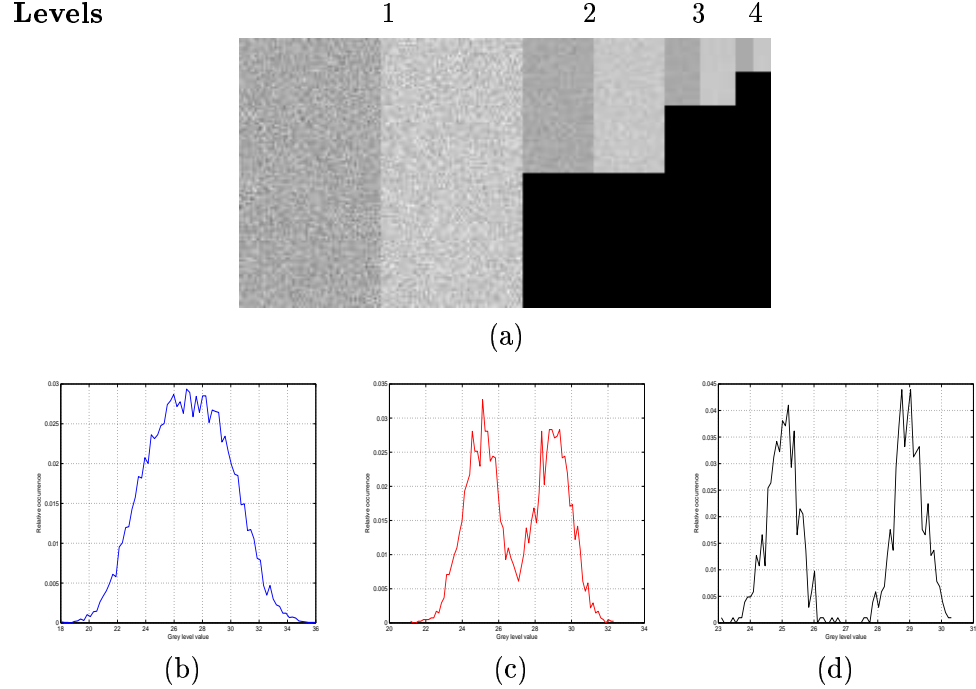 Levels 1 2 3 4
(a)
0.03 0.025 0.02 0.015 0.01 0.005 0
Relative occurrence
18 20 22 24 26 28 30 32 34 36
Grey level value
0.035 0.03 0.025 0.02 0.015 0.01 0.005 0
Relative occurrence
20 22 24 26 28 30 32 34
Grey level value
0.045 0.04 0.035 0.03 0.025 0.02 0.015 0.01 0.005 0
Relative occurrence
23 24 25 26 27 28 29 30 31
Grey level value
(b) (c) (d)